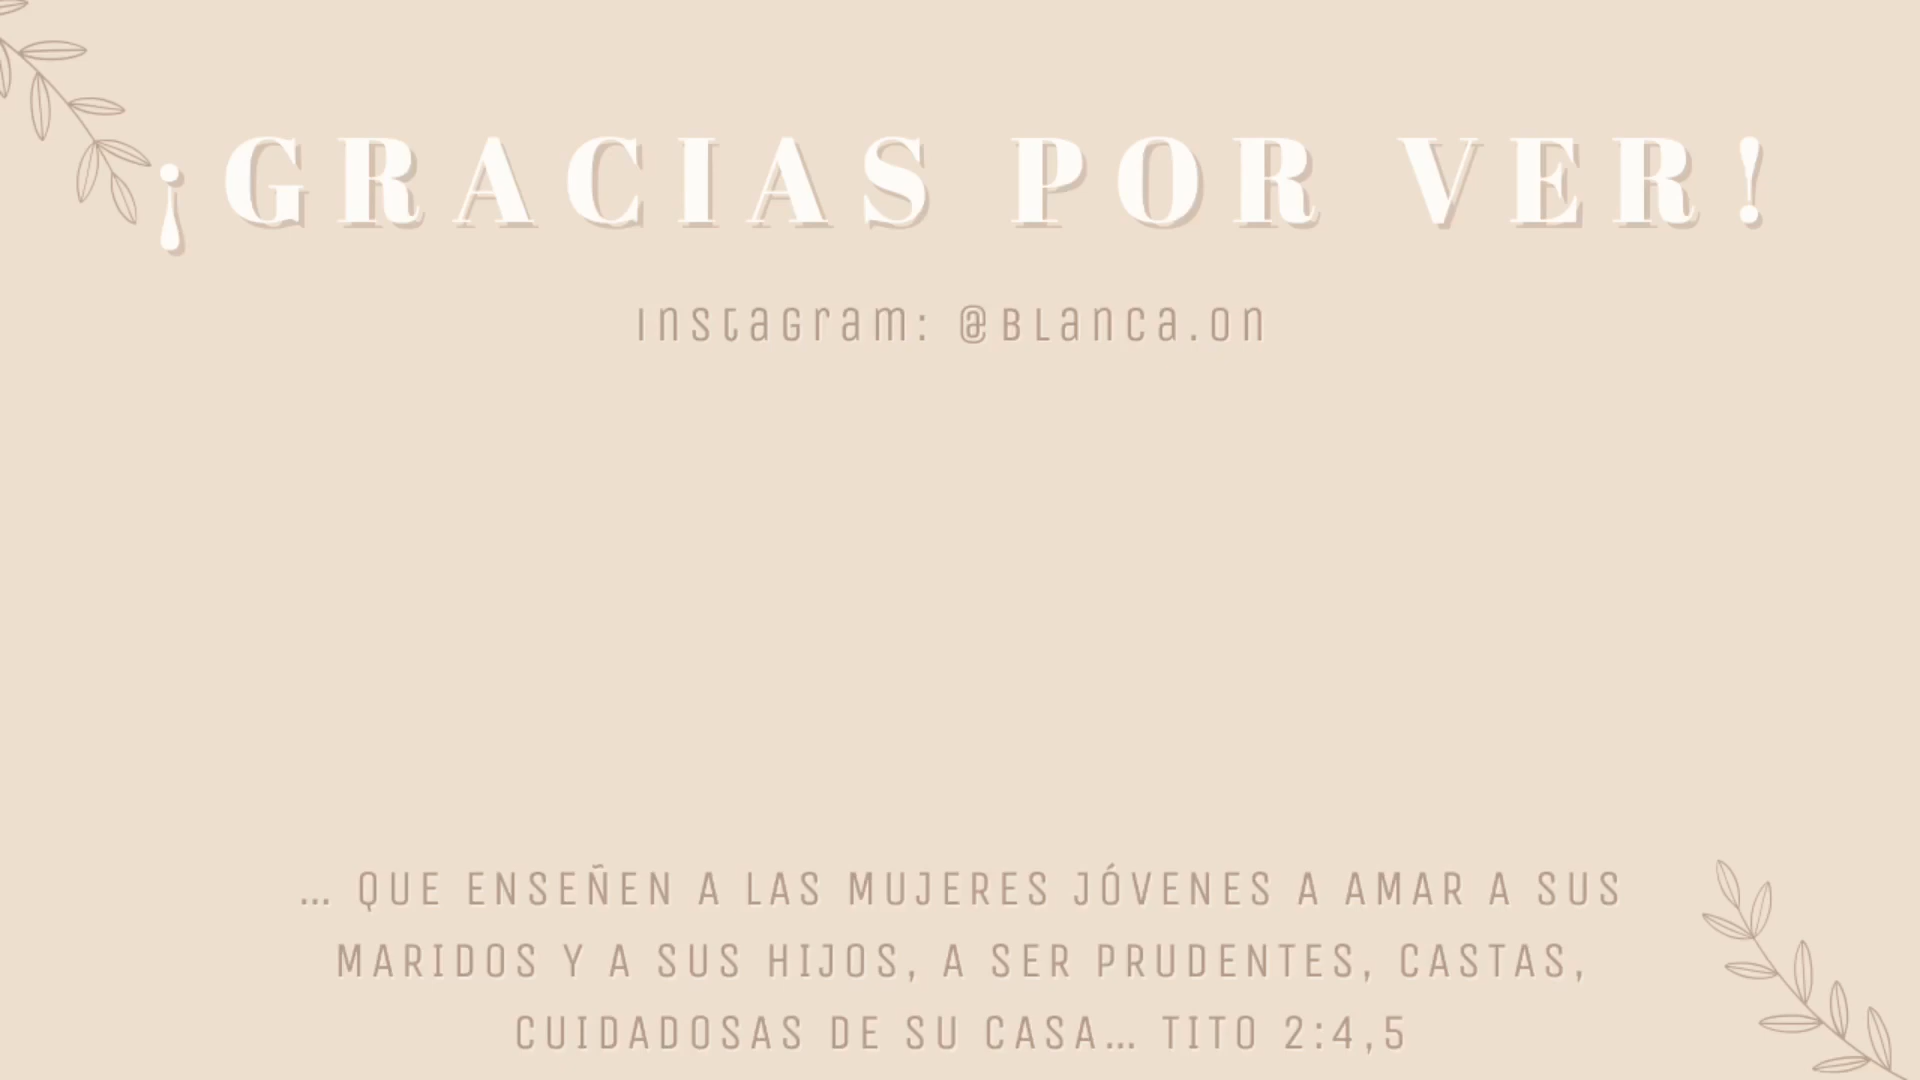 ¡GRACIAS POR VER!
Instagram: @Blanca.on
... QUE ENSEÑEN A LAS MUJERES JÓVENES A AMAR A SUS
MARIDOS Y A SUS HIJOS, A SER PRUDENTES, CASTAS,
CUIDADOSAS DE SU CASA... TITO 2:4,5